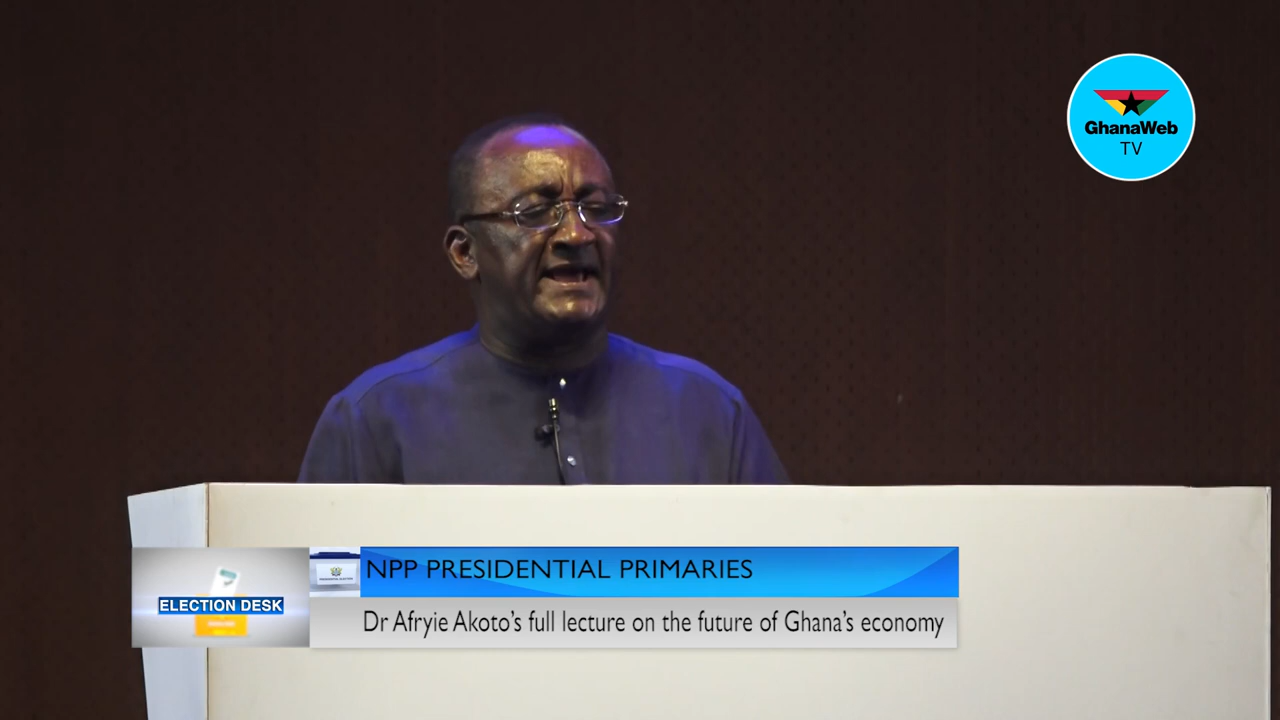 GhanaWeb
TV
NPP PRESIDENTIAL PRIMARIES
ELECTION DESK
Dr Afryie Akoto's full lecture on the future of Ghana's economy